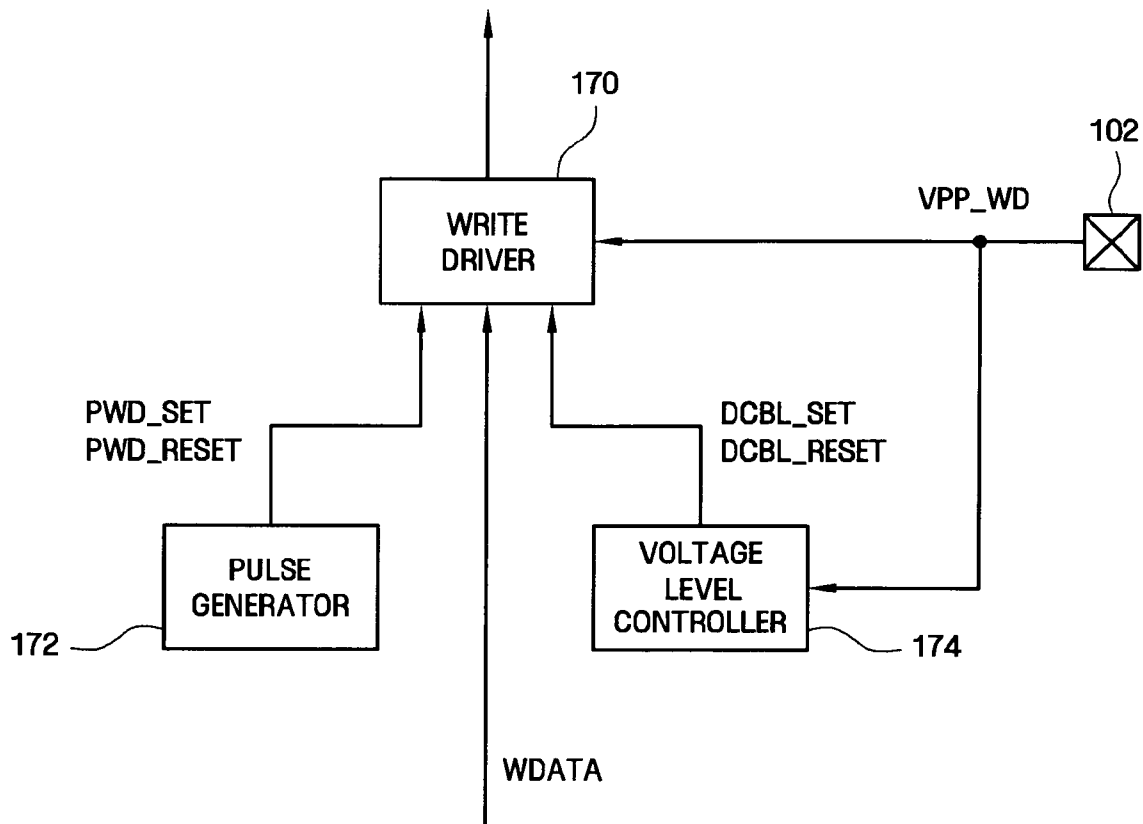 170
102
VPP_WD
WRITE
DRIVER
PWD_SET
PWD_RESET
DCBL_SET
DCBL_RESET
PULSE
GENERATOR
VOLTAGE
LEVEL
CONTROLLER
172
174
WDATA